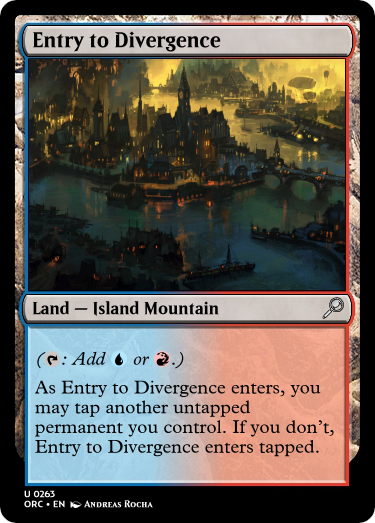 Entry to Divergence
Land — Island Mountain
(: Add or .)
As Entry to Divergence enters, you
may tap another untapped
permanent you control. If you don't,
Entry to Divergence enters tapped.
U 0263
ORC • EN Andreas Rocha